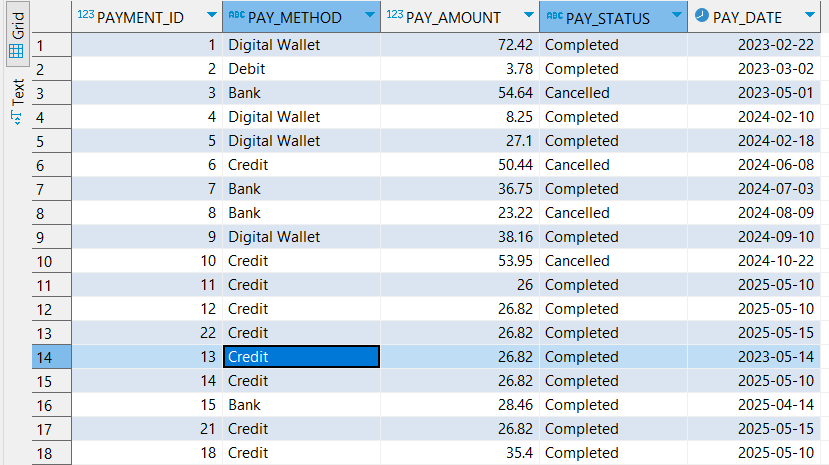 Grid
Text
123 PAYMENT_ID ABC PAY_METHOD 123 PAY_AMOUNT ABC PAY_STATUS PAY_DATE
1 1 Digital Wallet 72.42 Completed 2023-02-22
2 2 Debit 3.78 Completed 2023-03-02
3 3 Bank 54.64 Cancelled 2023-05-01
4 4 Digital Wallet 8.25 Completed 2024-02-10
5 5 Digital Wallet 27.1 Completed 2024-02-18
6 6 Credit 50.44 Cancelled 2024-06-08
7 7 Bank 36.75 Completed 2024-07-03
8 8 Bank 23.22 Cancelled 2024-08-09
9 9 Digital Wallet 38.16 Completed 2024-09-10
10 10 Credit 53.95 Cancelled 2024-10-22
11 11 Credit 26 Completed 2025-05-10
12 12 Credit 26.82 Completed 2025-05-10
13 22 Credit 26.82 Completed 2025-05-15
14 13 Credit 26.82 Completed 2023-05-14
15 14 Credit 26.82 Completed 2025-05-10
16 15 Bank 28.46 Completed 2025-04-14
17 21 Credit 26.82 Completed 2025-05-15
18 18 Credit 35.4 Completed 2025-05-10